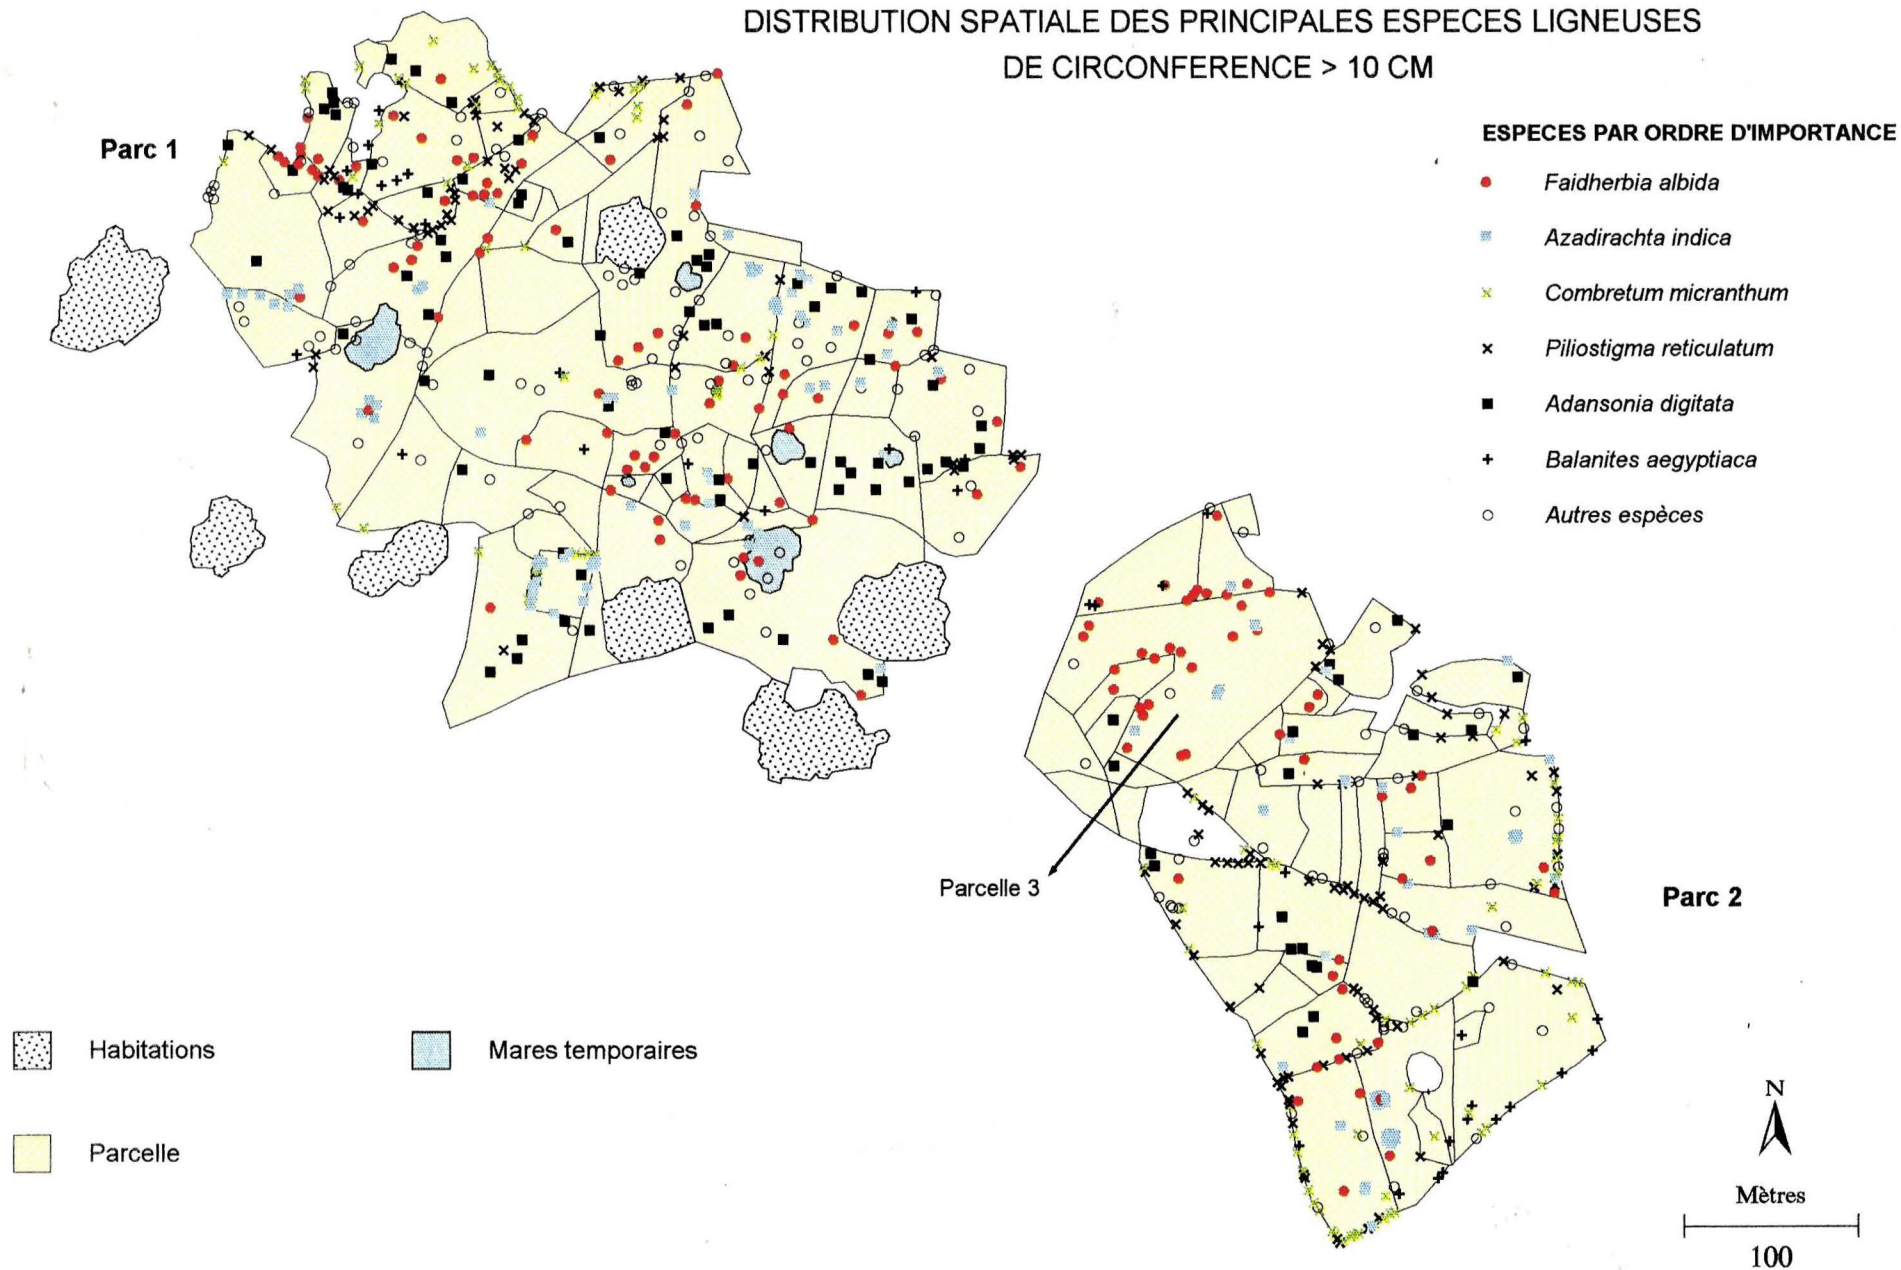 DISTRIBUTION SPATIALE DES PRINCIPALES ESPECES LIGNEUSES
DE CIRCONFERENCE > 10 CM
Parc 1
ESPECES PAR ORDRE D'IMPORTANCE
Faidherbia albida
Azadirachta indica
Combretum micranthum
Piliostigma reticulatum
Adansonia digitata
Balanites aegyptiaca
Autres espèces
Parcelle 3
Parc 2
Habitations
Mares temporaires
Parcelle
N
Mètres
100